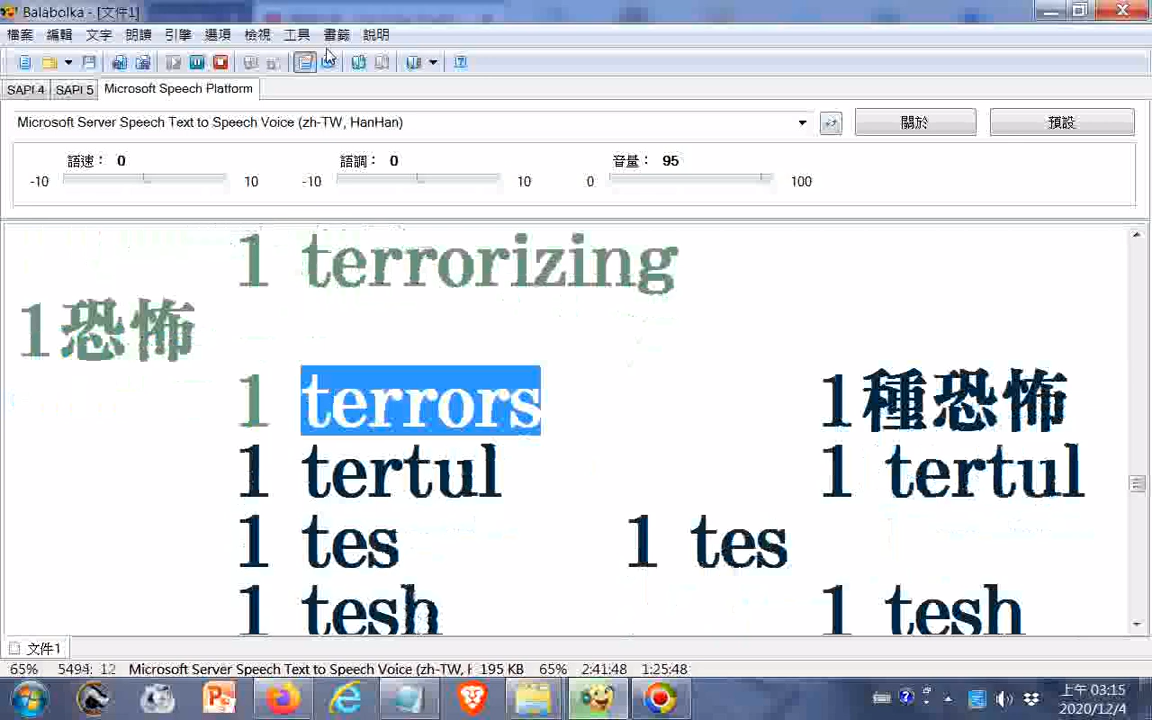 Balabolka - [文件1]
檔案 編輯 文字 朗讀 引擎 選項 檢視 工具 書籤 說明
SAPI 4 SAPI 5 Microsoft Speech Platform
Microsoft Server Speech Text to Speech Voice (zh-TW, HanHan) 關於 預設
語速： 0 語調： 0 音量： 95
-10 10 -10 10 0 100
1 terrorizing
1恐怖
1 terrors 1種恐怖
1 tertul 1 tertul
1 tes 1 tes
1 tesh 1 tesh
文件1
65% 5494: 12 Microsoft Server Speech Text to Speech Voice (zh-TW, H 195 KB 65% 2:41:48 1:25:48
上午 03:15
2020/12/4